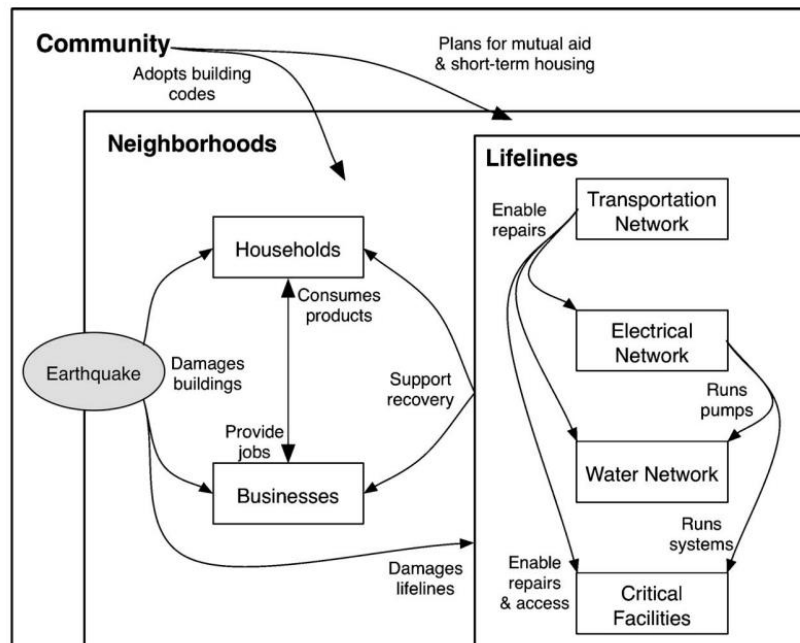 Community
Adopts building
codes
Plans for mutual aid
& short-term housing
Neighborhoods
Households
Consumes
products
Earthquake
Damages
buildings
Support
recovery
Provide
jobs
Businesses
Damages
lifelines
Lifelines
Enable
repairs
Transportation
Network
Electrical
Network
Runs
pumps
Water Network
Runs
systems
Enable
repairs
& access
Critical
Facilities